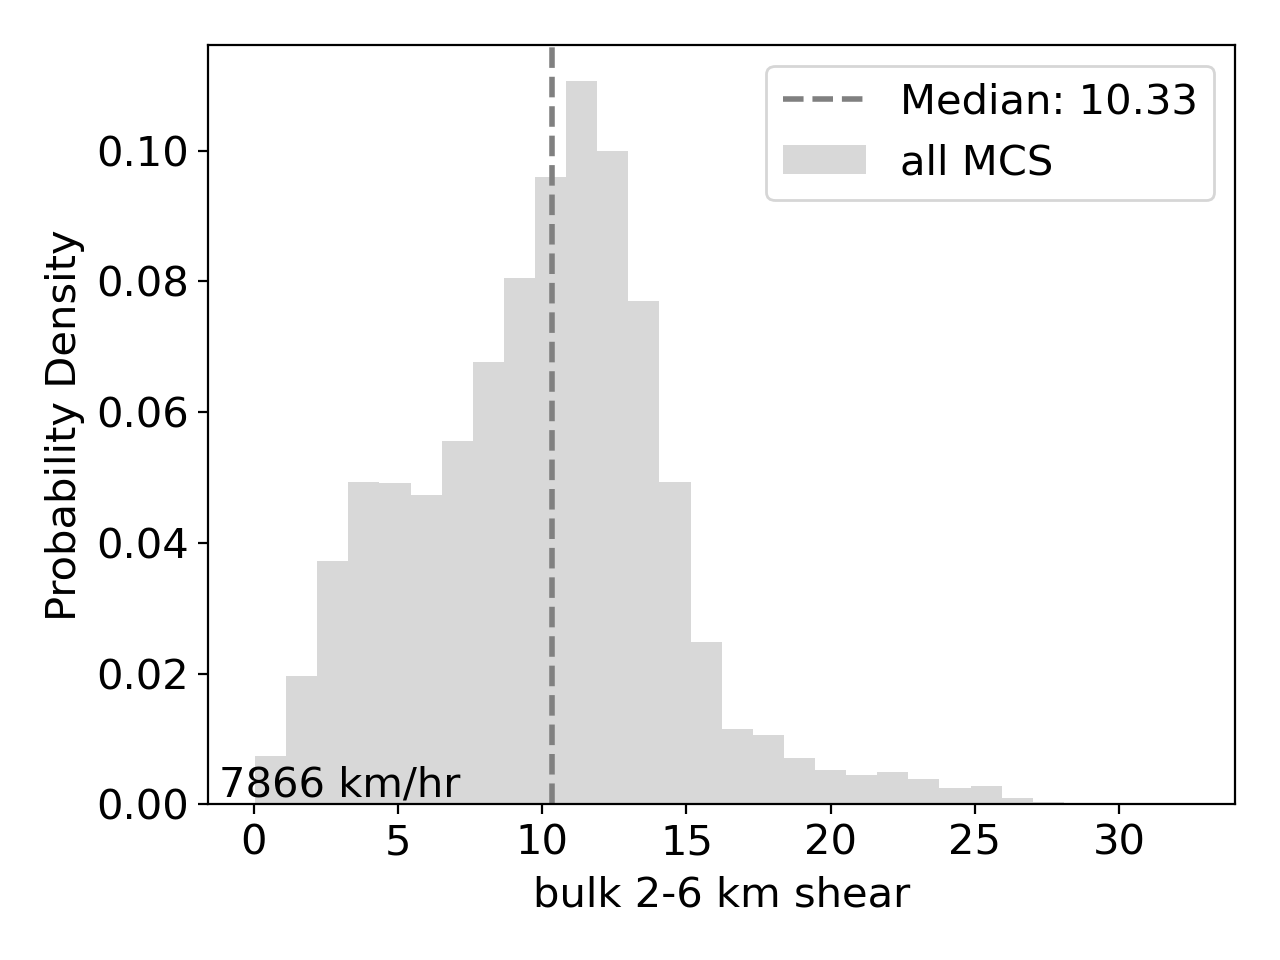 Median: 10.33
all MCS
Probability Density
0.10
0.08
0.06
0.04
0.02
0.00
7866 km/hr
0 5 10 15 20 25 30
bulk 2-6 km shear